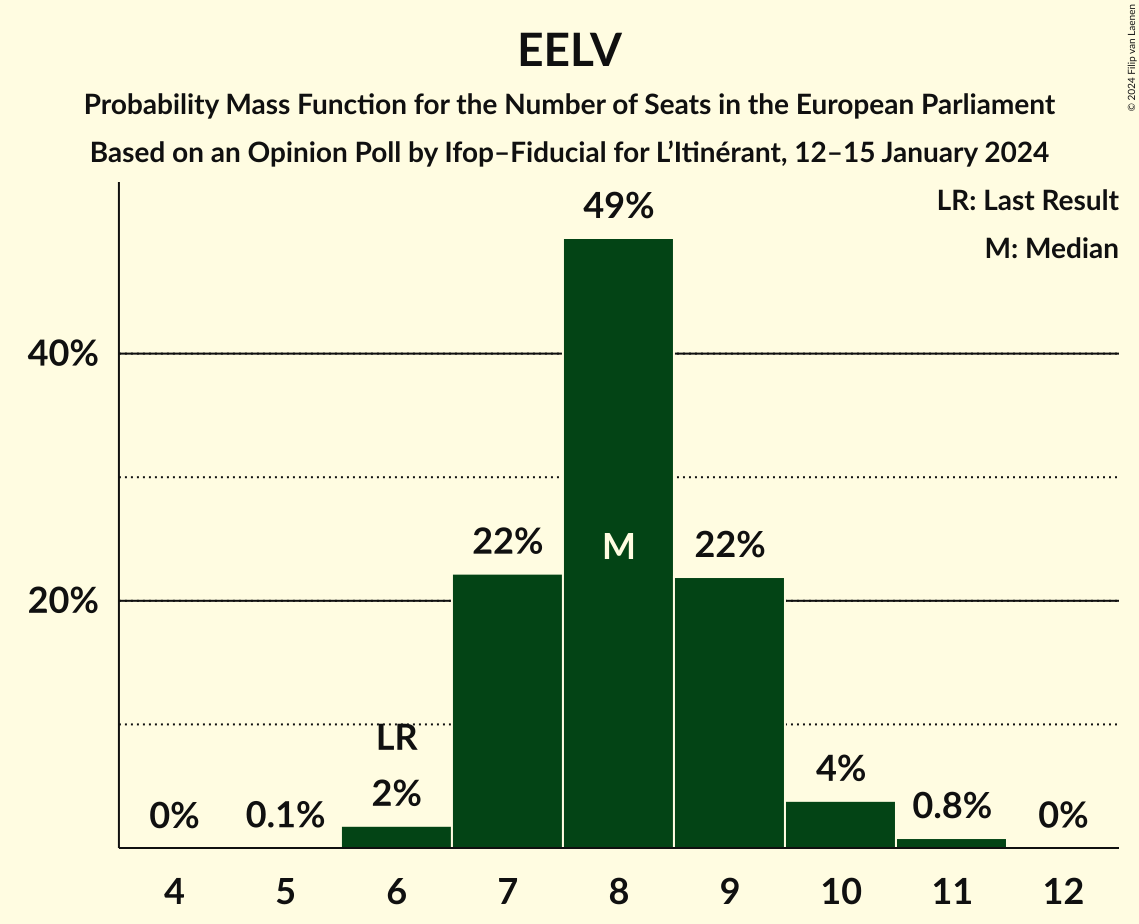 EELV
Probability Mass Function for the Number of Seats in the European Parliament
Based on an Opinion Poll by Ifop–Fiducial for L’Itinérant, 12–15 January 2024
© 2024 Filip van Laenen
LR: Last Result
M: Median
49%
40%
22%
M
22%
20%
LR
0%
0.1%
2%
4%
0.8%
0%
4 5 6 7 8 9 10 11 12